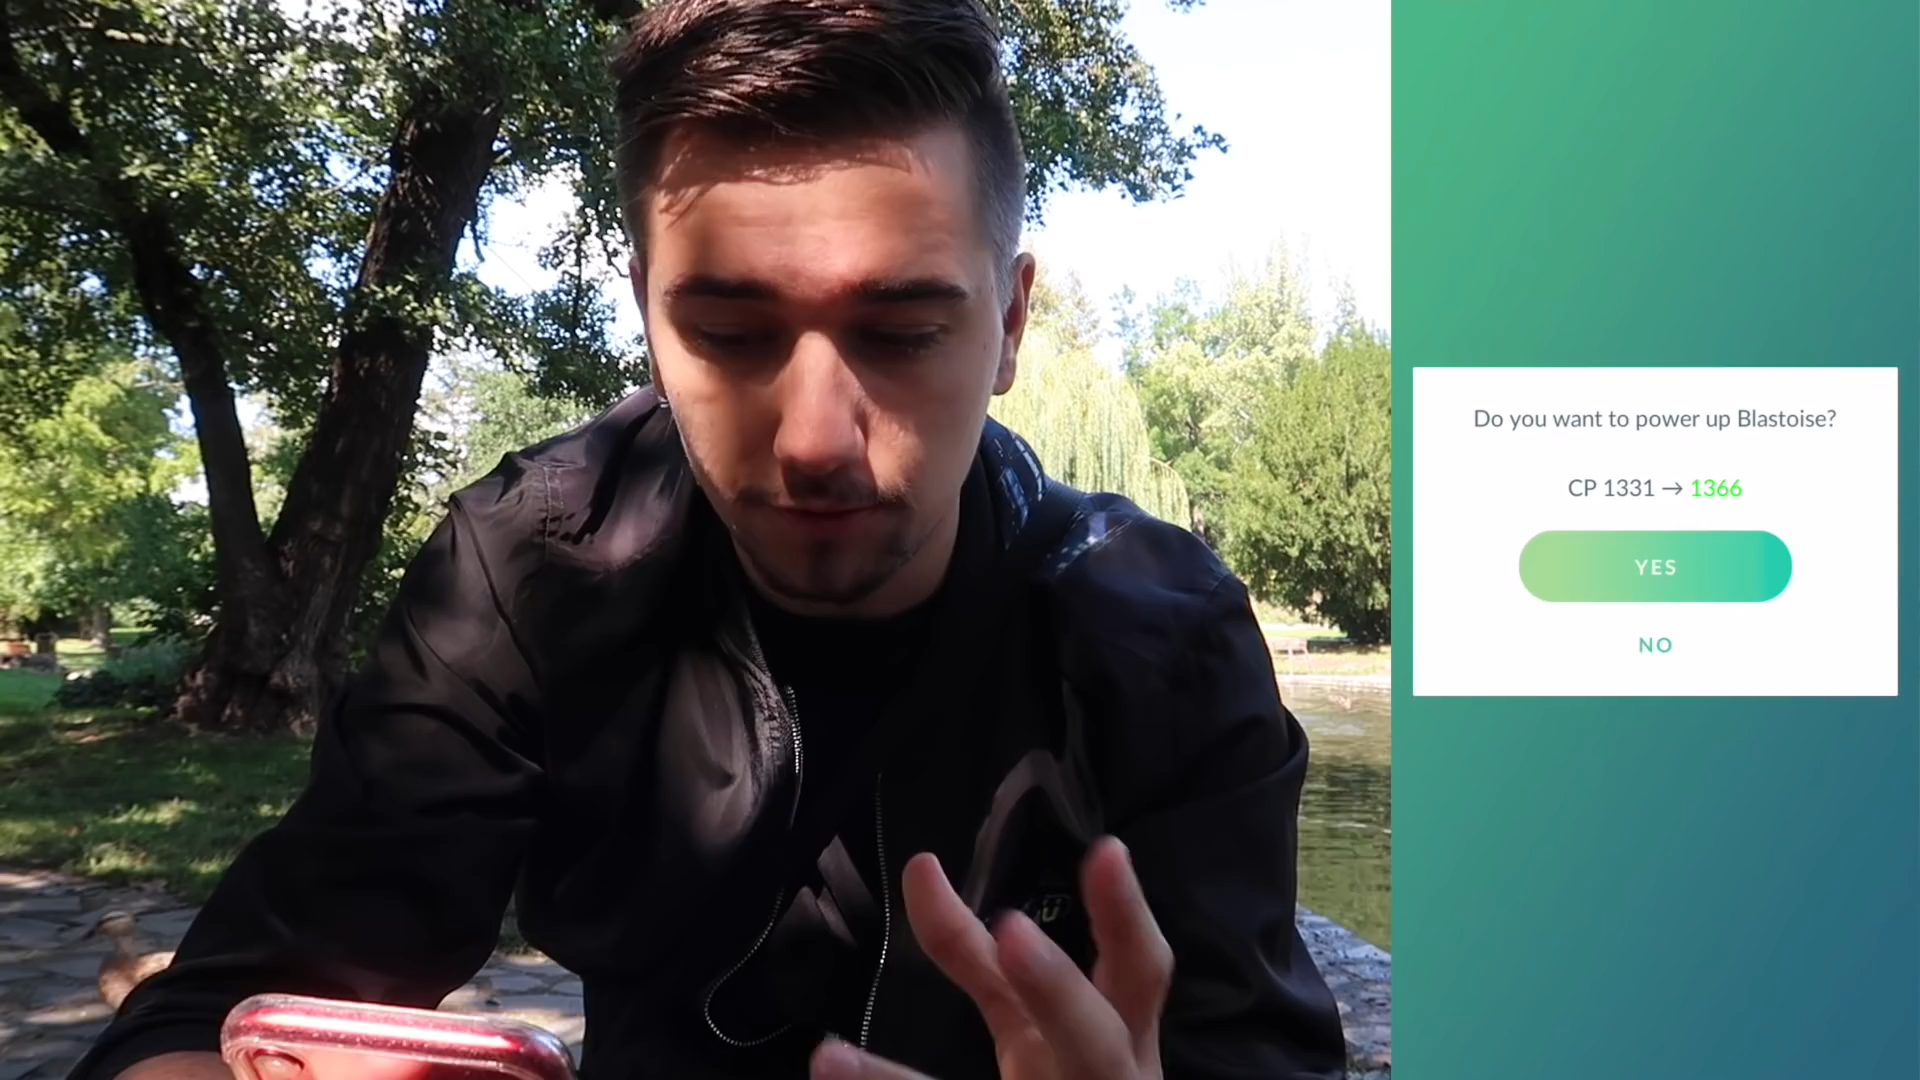 Do you want to power up Blastoise?
CP 1331 → 1366
YES
NO